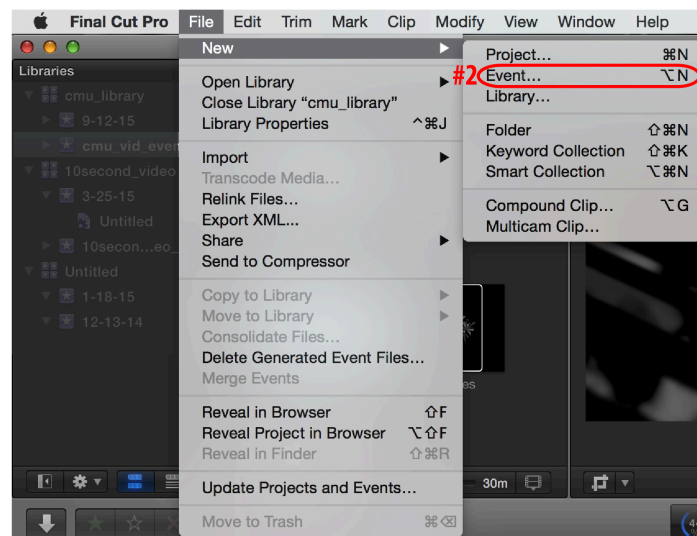 Final Cut Pro File Edit Trim Mark Clip Modify View Window Help
Libraries
cmu_library
9-12-15
cmu_vid_even
10second_video
3-25-15
Untitled
10secon...eo_
Untitled
1-18-15
12-13-14
New
Open Library
Close Library “cmu_library”
Library Properties ^⌘J
Import
Transcode Media...
Relink Files...
Export XML...
Share
Send to Compressor
Copy to Library
Move to Library
Consolidate Files...
Delete Generated Event Files...
Merge Events
Reveal in Browser ⇧F
Reveal Project in Browser ⌥⇧F
Reveal in Finder ⇧⌘R
Update Projects and Events...
Move to Trash ⌘⌫
Project... ⌘N
#2 Event... ⌥N
Library...
Folder ⇧⌘N
Keyword Collection ⇧⌘K
Smart Collection ⌥⌘N
Compound Clip... ⌥G
Multicam Clip...
es
30m